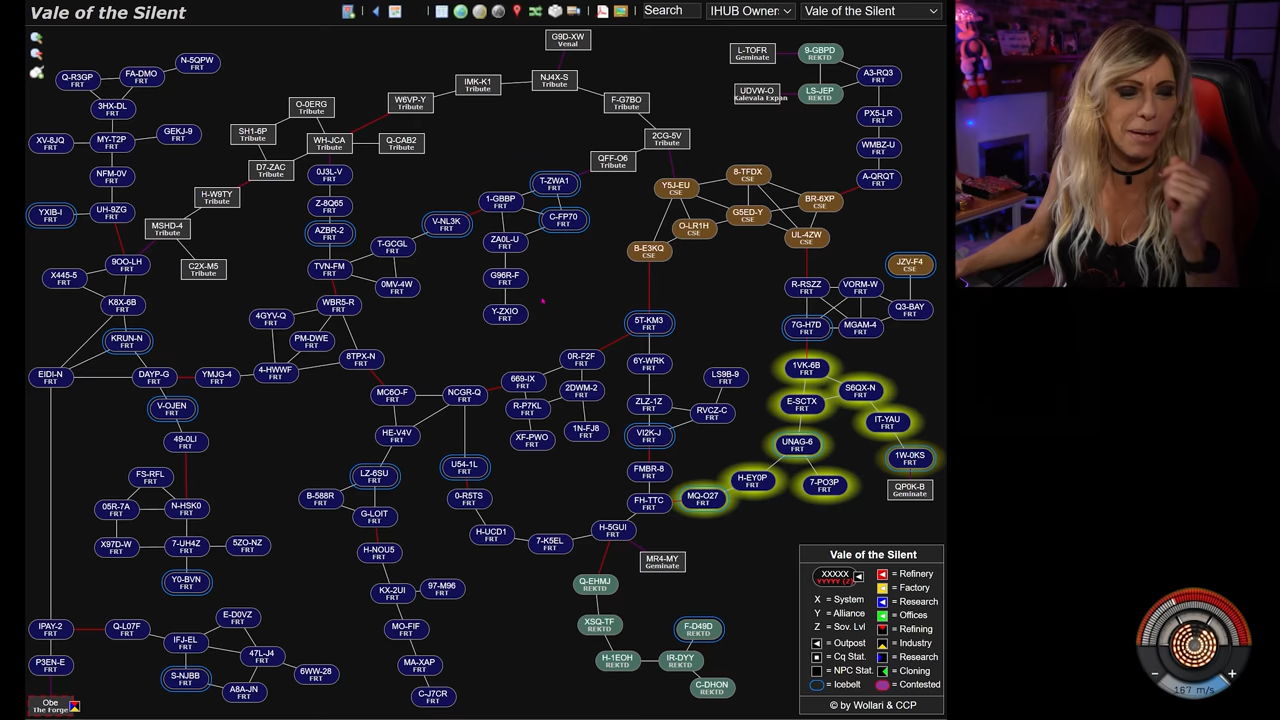 Vale of the Silent
Search
IHUB Owner
Vale of the Silent
G9D-XW
Venal
L-TOFR
Geminate
9-GBPD
REKTD
N-5QPW
FRT
Q-R3GP
FRT
FA-DMO
FRT
A3-RQ3
FRT
IMK-K1
Tribute
NJ4X-S
Tribute
UDVW-O
Kalevala Expan
LS-JEP
REKTD
3HX-DL
FRT
O-0ERG
Tribute
W6VP-Y
Tribute
F-G7BO
Tribute
PX5-LR
FRT
XV-8JQ
FRT
MY-T2P
FRT
GEKJ-9
FRT
SH1-6P
Tribute
WH-JCA
Tribute
Q-CAB2
Tribute
2CG-5V
Tribute
WMBZ-U
FRT
NFM-0V
FRT
D7-ZAC
Tribute
0J3L-V
FRT
QFF-O6
Tribute
T-ZWA1
FRT
Y5J-EU
CSE
8-TFDX
CSE
A-QRQT
FRT
YXIB-I
FRT
UH-9ZG
FRT
H-W9TY
Tribute
Z-8Q65
FRT
1-GBBP
FRT
C-FP70
FRT
G5ED-Y
CSE
BR-6XP
CSE
MSHD-4
Tribute
AZBR-2
FRT
V-NL3K
FRT
O-LR1H
CSE
UL-4ZW
CSE
T-GCGL
FRT
ZA0L-U
FRT
B-E3KQ
CSE
X445-5
FRT
9OO-LH
FRT
C2X-M5
Tribute
TVN-FM
FRT
0MV-4W
FRT
G96R-F
FRT
JZV-F4
CSE
K8X-6B
FRT
WBR5-R
FRT
Y-ZXIO
FRT
R-RSZZ
FRT
VORM-W
FRT
Q3-BAY
FRT
4GYV-Q
FRT
5T-KM3
FRT
7G-H7D
FRT
MGAM-4
FRT
KRUN-N
FRT
PM-DWE
FRT
8TPX-N
FRT
0R-F2F
FRT
6Y-WRK
FRT
1VK-6B
FRT
EIDI-N
FRT
DAYP-G
FRT
YMJG-4
FRT
4-HWWF
FRT
669-IX
FRT
2DWM-2
FRT
LS9B-9
FRT
S6QX-N
FRT
V-OJEN
FRT
MC6O-F
FRT
NCGR-Q
FRT
R-P7KL
FRT
ZLZ-1Z
FRT
RVCZ-C
FRT
E-SCTX
FRT
IT-YAU
FRT
49-0LI
FRT
HE-V4V
FRT
XF-PWO
FRT
1N-FJ8
FRT
VI2K-J
FRT
UNAG-6
FRT
1W-0KS
FRT
FS-RFL
FRT
LZ-6SU
FRT
U54-1L
FRT
FMBR-8
FRT
H-EY0P
FRT
7-PO3P
FRT
QP0K-B
Geminate
05R-7A
FRT
N-HSK0
FRT
B-588R
FRT
G-LOIT
FRT
0-R5TS
FRT
FH-TTC
FRT
MQ-O27
FRT
X97D-W
FRT
7-UH4Z
FRT
5ZO-NZ
FRT
H-NOU5
FRT
H-UCD1
FRT
7-K5EL
FRT
H-5GUI
FRT
MR4-MY
Geminate
Y0-BVN
FRT
KX-2UI
FRT
97-M96
FRT
Q-EHMJ
REKTD
IPAY-2
FRT
Q-L07F
FRT
E-D0VZ
FRT
MO-FIF
FRT
XSQ-TF
REKTD
F-D49D
REKTD
IFJ-EL
FRT
47L-J4
FRT
P3EN-E
FRT
S-NJBB
FRT
A8A-JN
FRT
6WW-28
FRT
MA-XAP
FRT
H-1EOH
REKTD
IR-DYY
REKTD
C-J7CR
FRT
C-DHON
REKTD
Obe
The Forge
Vale of the Silent
XXXXX
YYYYY (Z)
X = System
Y = Alliance
Z = Sov. Lvl
= Outpost
= Cq Stat.
= NPC Stat.
= Icebelt
= Refinery
= Factory
= Research
= Offices
= Refining
= Industry
= Research
= Cloning
= Contested
© by Wollari & CCP
167 m/s